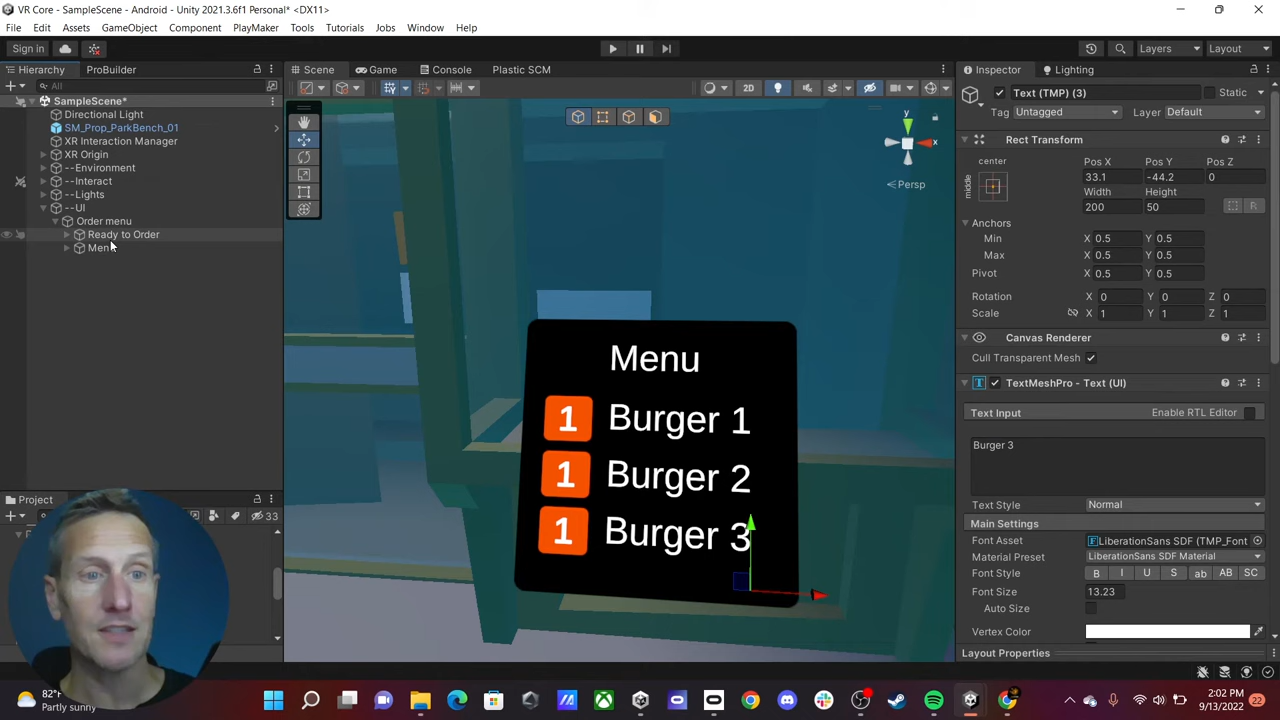 VR Core - SampleScene - Android - Unity 2021.3.6f1 Personal* <DX11>
File Edit Assets GameObject Component PlayMaker Tools Tutorials Jobs Window Help
Sign in Layers Layout
Hierarchy ProBuilder Scene Game Console Plastic SCM Inspector Lighting
All 2D
SampleScene*
Directional Light
SM_Prop_ParkBench_01
XR Interaction Manager
XR Origin
--Environment
--Interact
--Lights
--UI
Order menu
Ready to Order
Men
y
x
Persp
Menu
1 Burger 1
1 Burger 2
1 Burger 3
Text (TMP) (3) Static
Tag Untagged Layer Default
Rect Transform
center Pos X Pos Y Pos Z
middle 33.1 -44.2 0
Width Height
200 50 R
Anchors
Min X 0.5 Y 0.5
Max X 0.5 Y 0.5
Pivot X 0.5 Y 0.5
Rotation X 0 Y 0 Z 0
Scale X 1 Y 1 Z 1
Canvas Renderer
Cull Transparent Mesh
TextMeshPro - Text (UI)
Text Input Enable RTL Editor
Burger 3
Text Style Normal
Main Settings
Font Asset LiberationSans SDF (TMP_Font
Material Preset LiberationSans SDF Material
Font Style B I U S ab AB SC
Font Size 13.23
Auto Size
Vertex Color
Layout Properties
Project
33
82°F
Partly sunny
2:02 PM
9/13/2022
22